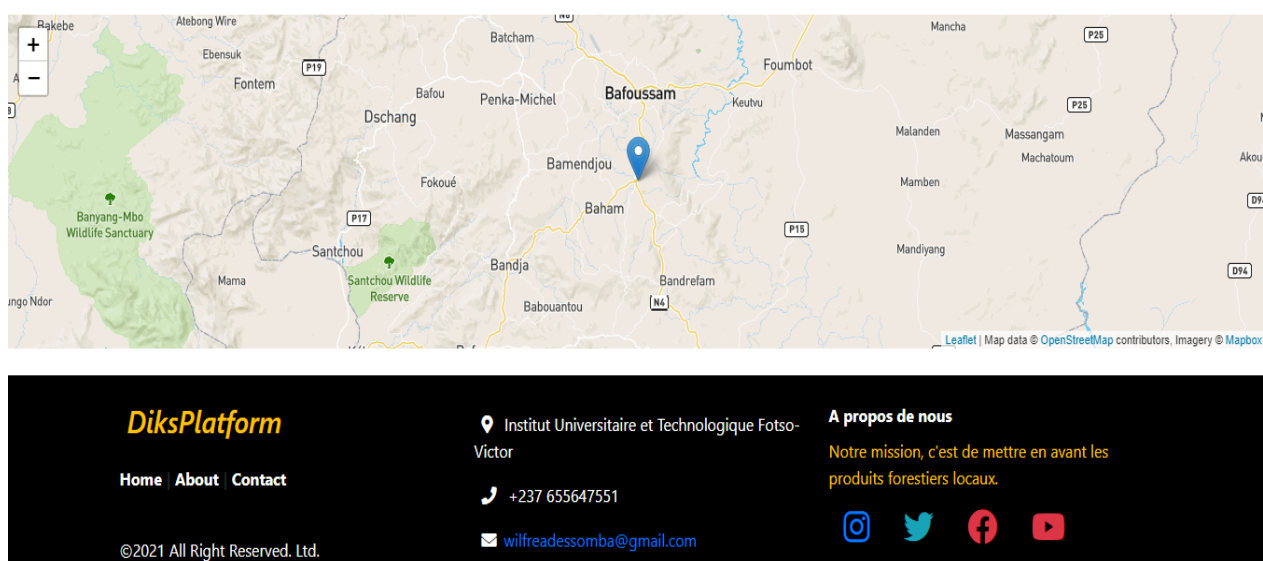 Bakebe
Atebong Wire
N6
Mancha
+
Batcham
P25
Ebensuk
P19
Foumbot
−
Fontem
Bafou
Penka-Michel
Bafoussam
Keutvu
P25
Dschang
Malanden
Massangam
Bamendjou
Machatoum
Akou
Fokoué
Mamben
D94
Banyang-Mbo
Wildlife Sanctuary
P17
Baham
P15
Santchou
Mandiyang
Bandja
D94
Mama
Santchou Wildlife
Reserve
Bandrefam
ungo Ndor
Babouantou
N4
Leaflet | Map data © OpenStreetMap contributors, Imagery © Mapbox
DiksPlatform
Home | About | Contact
©2021 All Right Reserved. Ltd.
Institut Universitaire et Technologique Fotso-
Victor
+237 655647551
wilfreadessomba@gmail.com
A propos de nous
Notre mission, c'est de mettre en avant les
produits forestiers locaux.